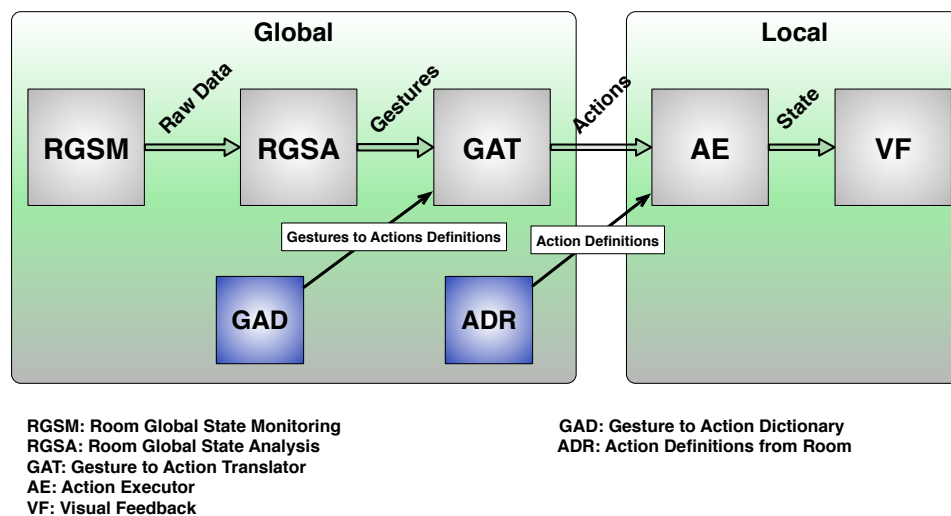 Global
Local
Raw Data
Gestures
Actions
State
RGSM
RGSA
GAT
AE
VF
Gestures to Actions Definitions
Action Definitions
GAD
ADR
RGSM: Room Global State Monitoring
RGSA: Room Global State Analysis
GAT: Gesture to Action Translator
AE: Action Executor
VF: Visual Feedback
GAD: Gesture to Action Dictionary
ADR: Action Definitions from Room